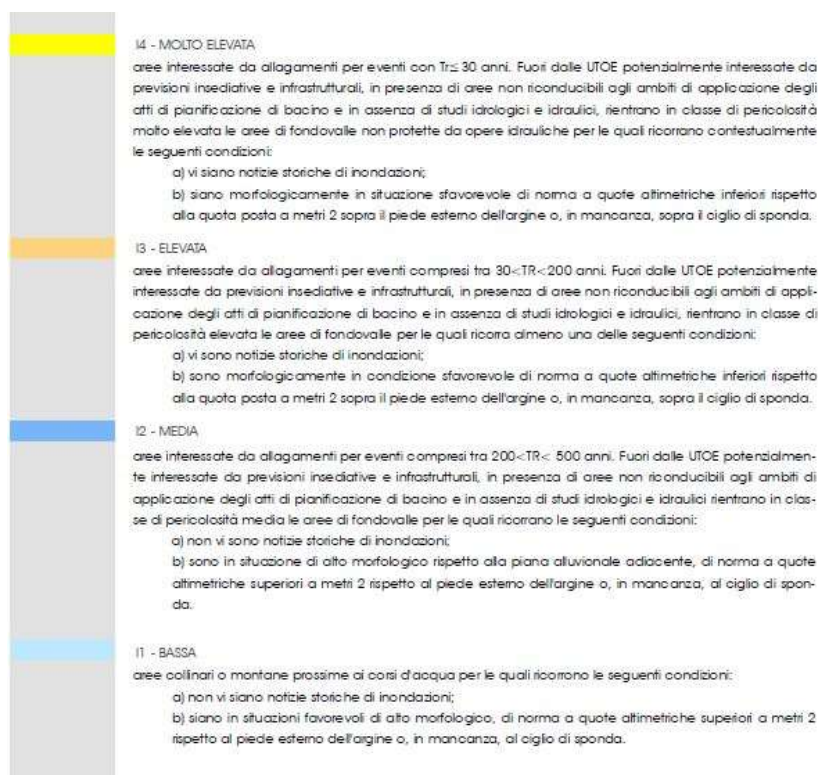 I4 - MOLTO ELEVATA
aree interessate da allagamenti per eventi con Tr≤ 30 anni. Fuori dalle UTOE potenzialmente interessate da
previsioni insediative e infrastrutturali, in presenza di aree non riconducibili agli ambiti di applicazione degli
atti di pianificazione di bacino e in assenza di studi idrologici e idraulici, rientrano in classe di pericolosità
molto elevata le aree di fondovalle non protette da opere idrauliche per le quali ricorrano contestualmente
le seguenti condizioni:
a) vi siano notizie storiche di inondazioni;
b) siano morfologicamente in situazione sfavorevole di norma a quote altimetriche inferiori rispetto
alla quota posta a metri 2 sopra il piede esterno dell'argine o, in mancanza, sopra il ciglio di sponda.
I3 - ELEVATA
aree interessate da allagamenti per eventi compresi tra 30<TR<200 anni. Fuori dalle UTOE potenzialmente
interessate da previsioni insediative e infrastrutturali, in presenza di aree non riconducibili agli ambiti di appli-
cazione degli atti di pianificazione di bacino e in assenza di studi idrologici e idraulici, rientrano in classe di
pericolosità elevata le aree di fondovalle per le quali ricorra almeno una delle seguenti condizioni:
a) vi sono notizie storiche di inondazioni;
b) sono morfologicamente in condizione sfavorevole di norma a quote altimetriche inferiori rispetto
alla quota posta a metri 2 sopra il piede esterno dell'argine o, in mancanza, sopra il ciglio di sponda.
I2 - MEDIA
aree interessate da allagamenti per eventi compresi tra 200<TR< 500 anni. Fuori dalle UTOE potenzialmen-
te interessate da previsioni insediative e infrastrutturali, in presenza di aree non riconducibili agli ambiti di
applicazione degli atti di pianificazione di bacino e in assenza di studi idrologici e idraulici rientrano in clas-
se di pericolosità media le aree di fondovalle per le quali ricorrano le seguenti condizioni:
a) non vi sono notizie storiche di inondazioni;
b) sono in situazione di alto morfologico rispetto alla piana alluvionale adiacente, di norma a quote
altimetriche superiori a metri 2 rispetto al piede esterno dell'argine o, in mancanza, al ciglio di spon-
da.
I1 - BASSA
aree collinari o montane prossime ai corsi d'acqua per le quali ricorrono le seguenti condizioni:
a) non vi siano notizie storiche di inondazioni;
b) siano in situazioni favorevoli di alto morfologico, di norma a quote altimetriche superiori a metri 2
rispetto al piede esterno dell'argine o, in mancanza, al ciglio di sponda.